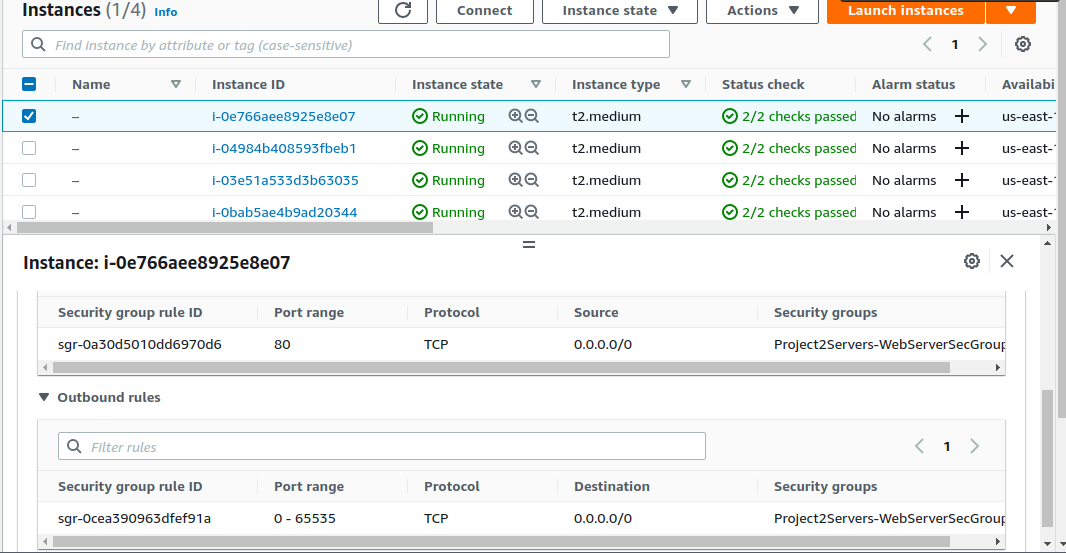 Instances (1/4) Info
Connect
Instance state
Actions
Launch instances
Find Instance by attribute or tag (case-sensitive)
1
Name Instance ID Instance state Instance type Status check Alarm status Availabi
– i-0e766aee8925e8e07 Running t2.medium 2/2 checks passed No alarms + us-east-1
– i-04984b408593fbeb1 Running t2.medium 2/2 checks passed No alarms + us-east-1
– i-03e51a533d3b63035 Running t2.medium 2/2 checks passed No alarms + us-east-1
– i-0bab5ae4b9ad20344 Running t2.medium 2/2 checks passed No alarms + us-east-1
Instance: i-0e766aee8925e8e07
Security group rule ID Port range Protocol Source Security groups
sgr-0a30d5010dd6970d6 80 TCP 0.0.0.0/0 Project2Servers-WebServerSecGroup
Outbound rules
Filter rules
1
Security group rule ID Port range Protocol Destination Security groups
sgr-0cea390963dfef91a 0 - 65535 TCP 0.0.0.0/0 Project2Servers-WebServerSecGroup